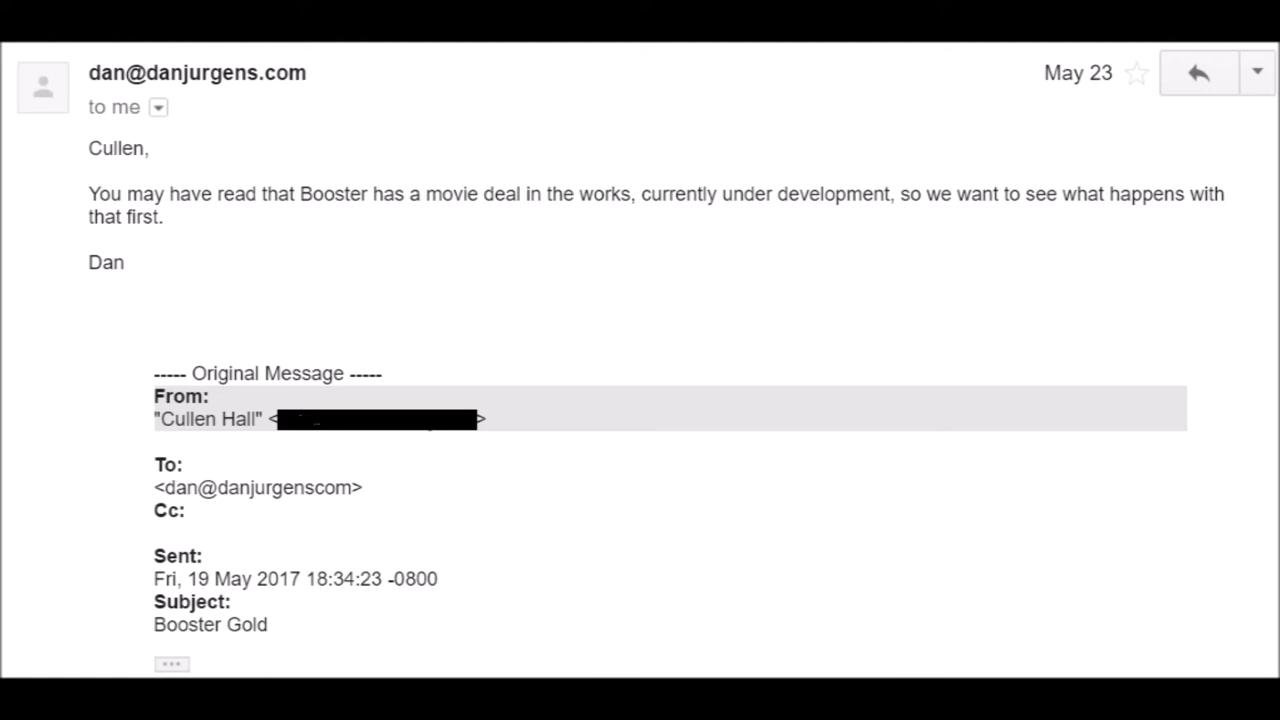 dan@danjurgens.com
May 23
to me
Cullen,
You may have read that Booster has a movie deal in the works, currently under development, so we want to see what happens with
that first.
Dan
----- Original Message -----
From:
"Cullen Hall" < >
To:
<dan@danjurgenscom>
Cc:
Sent:
Fri, 19 May 2017 18:34:23 -0800
Subject:
Booster Gold